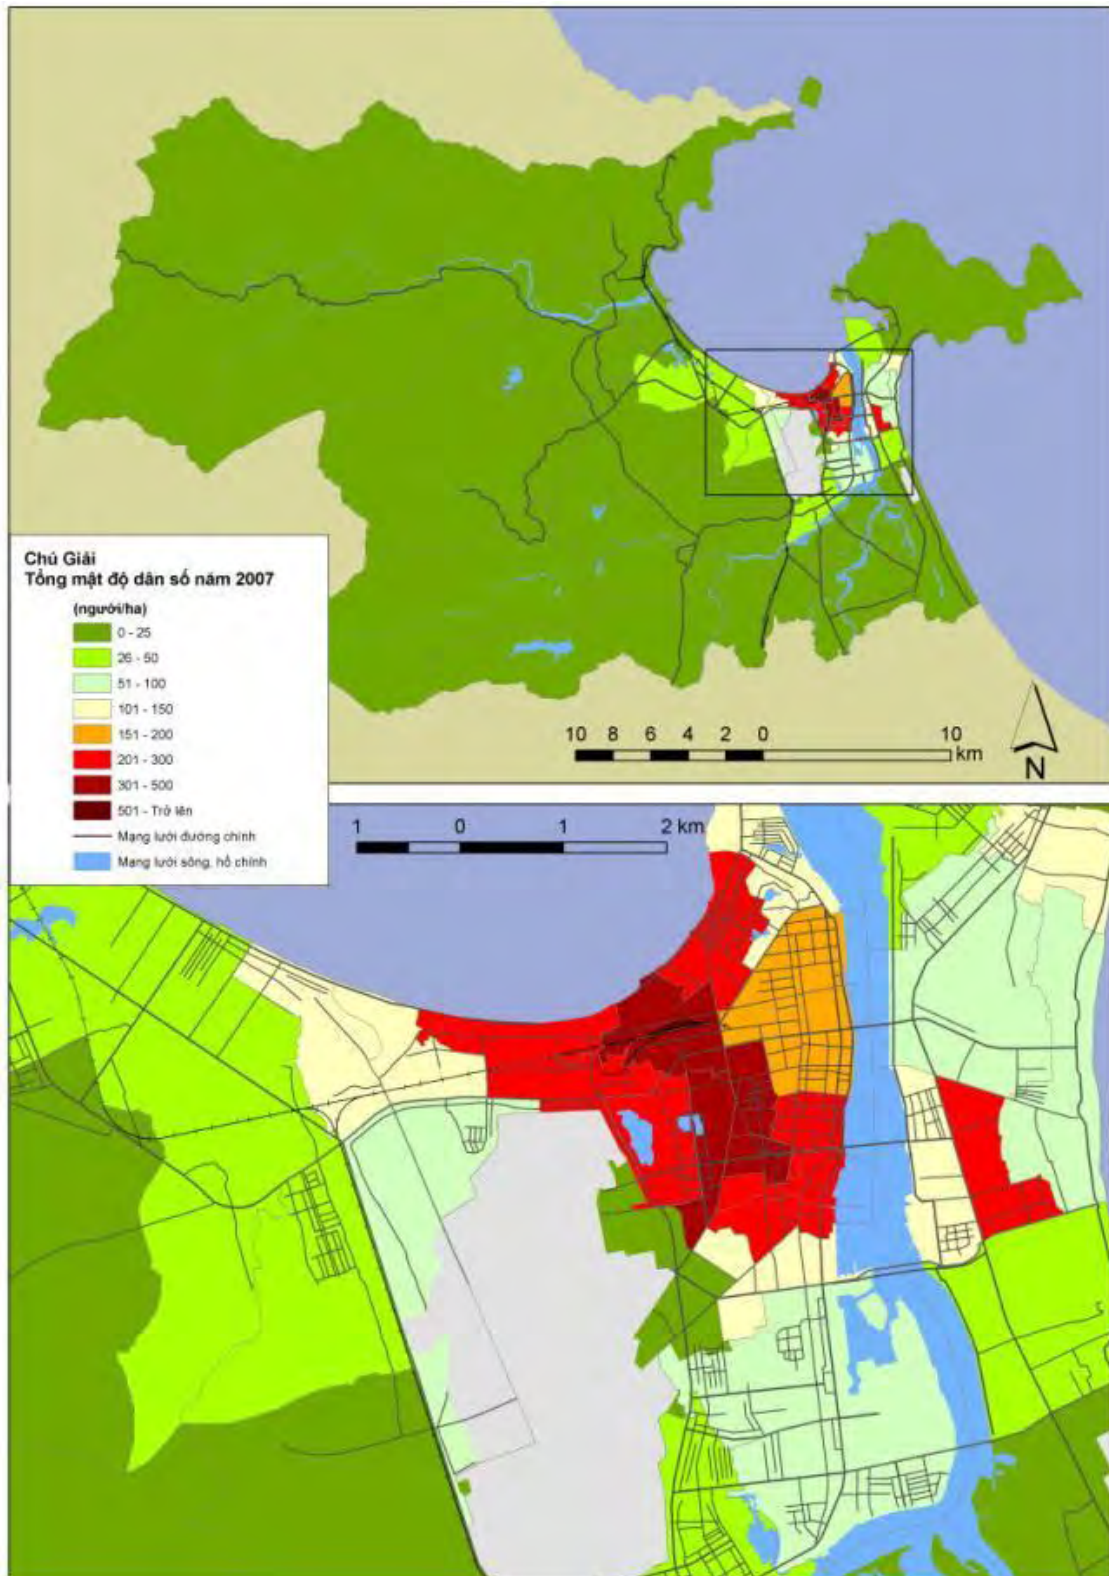 Chú Giải
Tổng mật độ dân số năm 2007
(người/ha)
0 - 25
26 - 50
51 - 100
101 - 150
151 - 200
201 - 300
301 - 500
501 - Trở lên
Mạng lưới đường chính
Mạng lưới sông, hồ chính
10 8 6 4 2 0 10
km
N
1 0 1 2 km